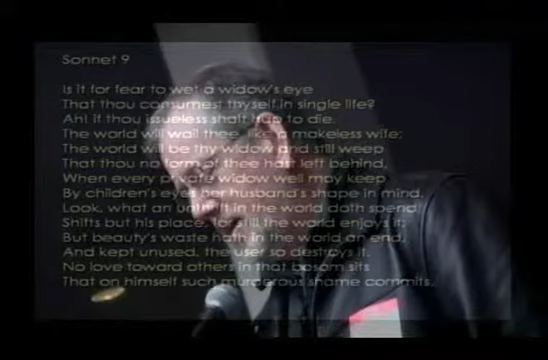 Sonnet 9
Is it for fear to wet a widow's eye
That thou consumest thyself in single life?
Ah! if thou issueless shalt hap to die.
The world will wail thee, like a makeless wife;
The world will be thy widow and still weep
That thou no form of thee hast left behind,
When every private widow well may keep
By children's eyes her husband's shape in mind.
Look, what an unthrift in the world doth spend
Shifts but his place, for still the world enjoys it;
But beauty's waste hath in the world an end,
And kept unused, the user so destroys it.
No love toward others in that bosom sits
That on himself such murderous shame commits.